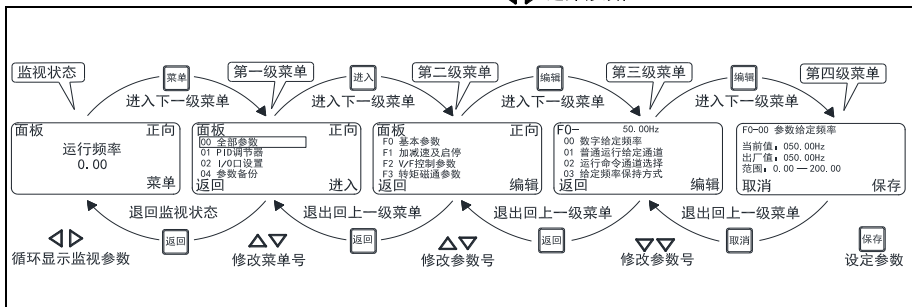 监视状态
菜单
进入下一级菜单
第一级菜单
进入
进入下一级菜单
第二级菜单
编辑
进入下一级菜单
第三级菜单
编辑
进入下一级菜单
第四级菜单
面板 正向
运行频率
0.00
菜单
面板 正向
00 全部参数
01 PID调节器
02 I/O口设置
04 参数备份
返回 进入
面板 正向
F0 基本参数
F1 加减速及启停
F2 V/F控制参数
F3 转矩磁通参数
返回 编辑
F0- 50.00Hz
00 数字给定频率
01 普通运行给定通道
02 运行命令通道选择
03 给定频率保持方式
返回 编辑
F0-00 参数给定频率
当前值：050.00Hz
出厂值：050.00Hz
范围：0.00—200.00
取消 保存
退回监视状态
返回
退出回上一级菜单
返回
退出回上一级菜单
返回
退出回上一级菜单
取消
保存
◁▷
循环显示监视参数
△▽
修改菜单号
△▽
修改参数号
▽▽
修改参数号
设定参数